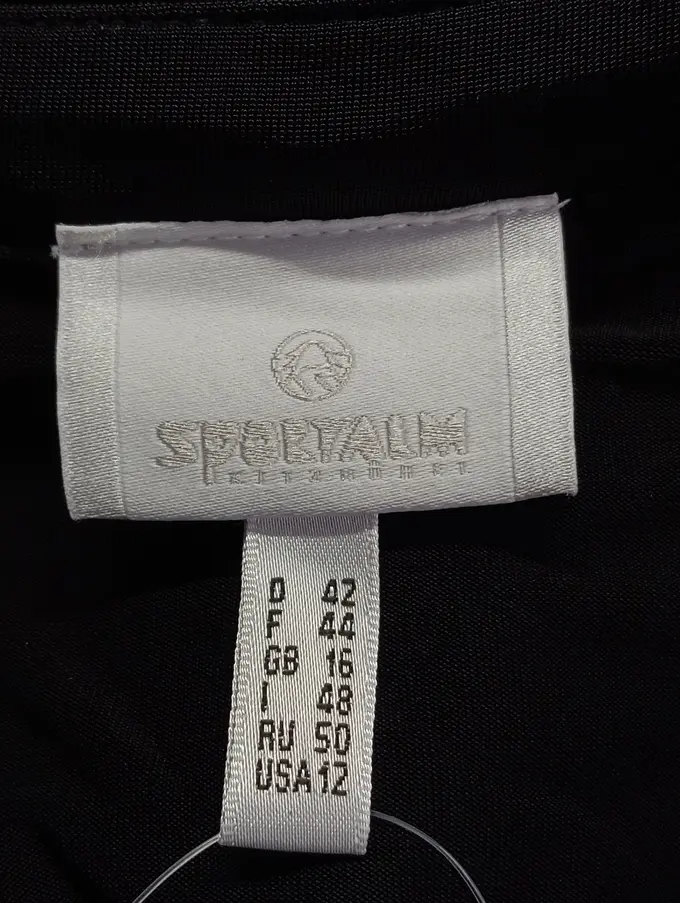 SPORTALM
KITZBÜHEL
D 42
F 44
GB 16
I 48
RU 50
USA 12